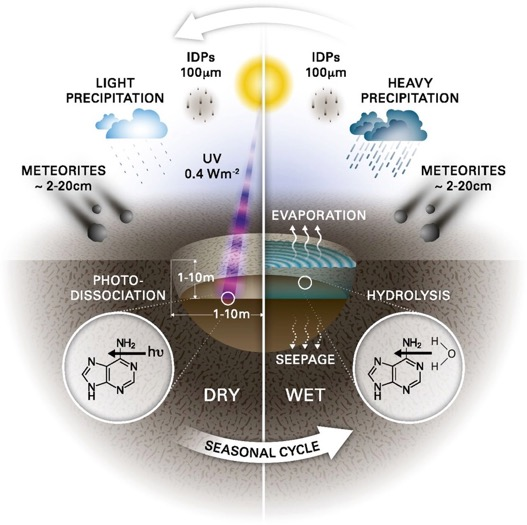 IDPs
100μm
IDPs
100μm
LIGHT
PRECIPITATION
HEAVY
PRECIPITATION
UV
0.4 Wm-2
METEORITES
~ 2-20cm
METEORITES
~ 2-20cm
EVAPORATION
PHOTO-
DISSOCIATION
1-10m
1-10m
HYDROLYSIS
NH2
hυ
N
N
N
H
N
SEEPAGE
NH2
H
O
H
N
N
N
H
N
DRY
WET
SEASONAL CYCLE